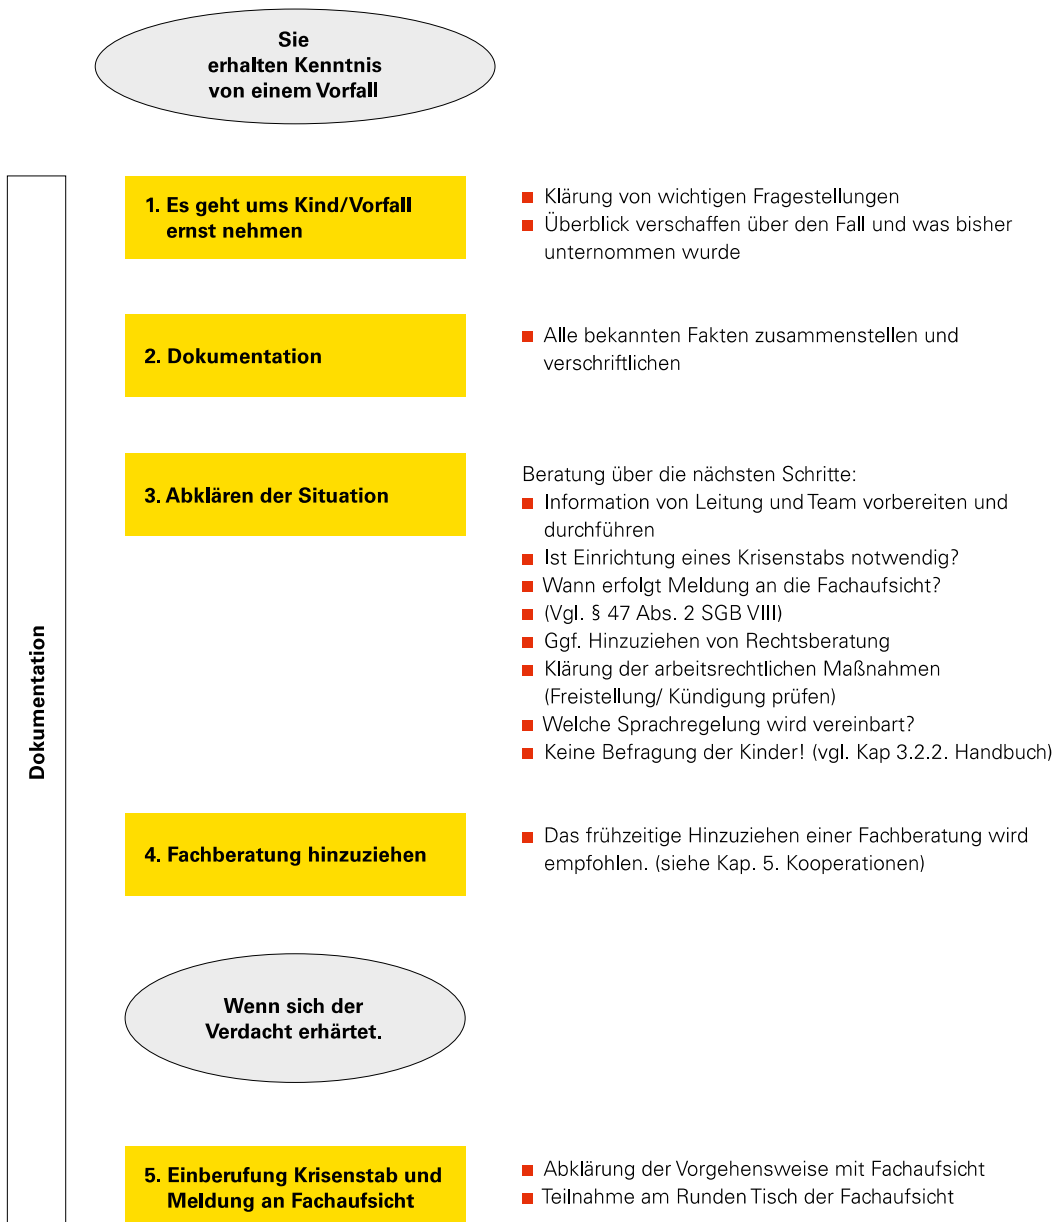 Sie
erhalten Kenntnis
von einem Vorfall
Dokumentation
1. Es geht ums Kind/Vorfall
ernst nehmen
■ Klärung von wichtigen Fragestellungen
■ Überblick verschaffen über den Fall und was bisher
unternommen wurde
2. Dokumentation
■ Alle bekannten Fakten zusammenstellen und
verschriftlichen
3. Abklären der Situation
Beratung über die nächsten Schritte:
■ Information von Leitung und Team vorbereiten und
durchführen
■ Ist Einrichtung eines Krisenstabs notwendig?
■ Wann erfolgt Meldung an die Fachaufsicht?
■ (Vgl. § 47 Abs. 2 SGB VIII)
■ Ggf. Hinzuziehen von Rechtsberatung
■ Klärung der arbeitsrechtlichen Maßnahmen
(Freistellung/ Kündigung prüfen)
■ Welche Sprachregelung wird vereinbart?
■ Keine Befragung der Kinder! (vgl. Kap 3.2.2. Handbuch)
4. Fachberatung hinzuziehen
■ Das frühzeitige Hinzuziehen einer Fachberatung wird
empfohlen. (siehe Kap. 5. Kooperationen)
Wenn sich der
Verdacht erhärtet.
5. Einberufung Krisenstab und
Meldung an Fachaufsicht
■ Abklärung der Vorgehensweise mit Fachaufsicht
■ Teilnahme am Runden Tisch der Fachaufsicht